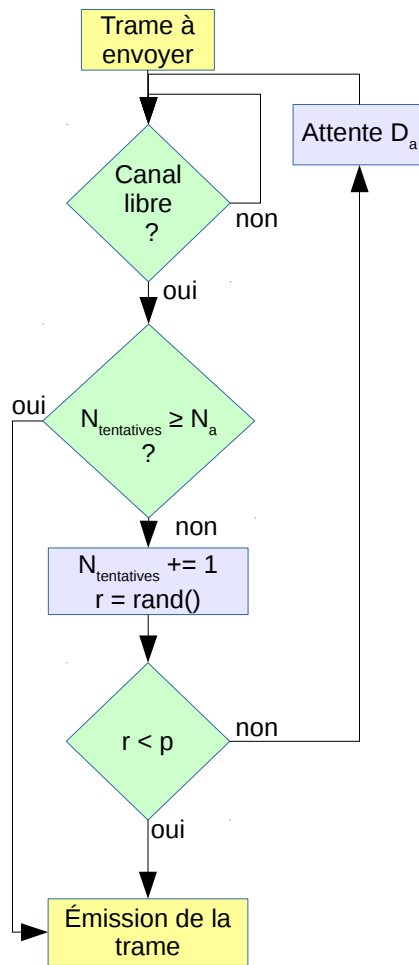 Trame à
envoyer
Attente Da
Canal
libre
?
non
oui
oui
Ntentatives ≥ Na
?
non
Ntentatives += 1
r = rand()
r < p
non
oui
Émission de la
trame